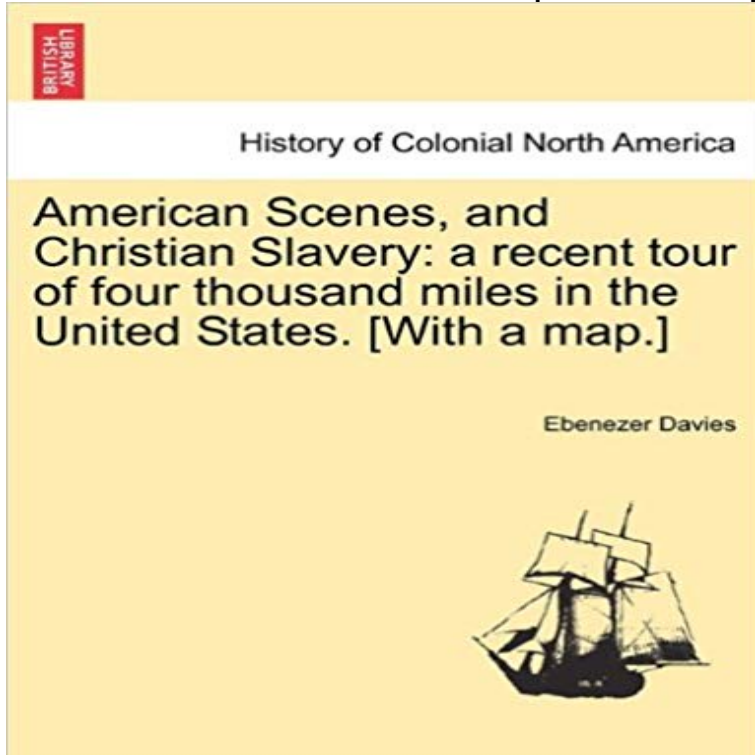 BRITISH
LIBRARY
History of Colonial North America
American Scenes, and
Christian Slavery: a recent tour
of four thousand miles in the
United States. [With a map.]
Ebenezer Davies